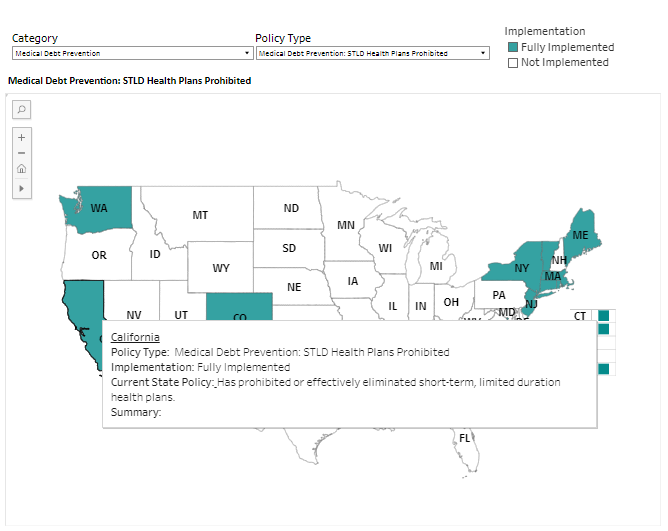 Category
Policy Type
Implementation
Medical Debt Prevention
Medical Debt Prevention: STLD Health Plans Prohibited
Fully Implemented
Not Implemented
Medical Debt Prevention: STLD Health Plans Prohibited
WA
MT
ND
MN
ME
OR
ID
SD
WI
NH
WY
MI
NY
MA
NE
IA
PA
NV
UT
CO
IL
IN
OH
NJ
MD
CT
California
Policy Type: Medical Debt Prevention: STLD Health Plans Prohibited
Implementation: Fully Implemented
Current State Policy: Has prohibited or effectively eliminated short-term, limited duration
health plans.
Summary:
FL